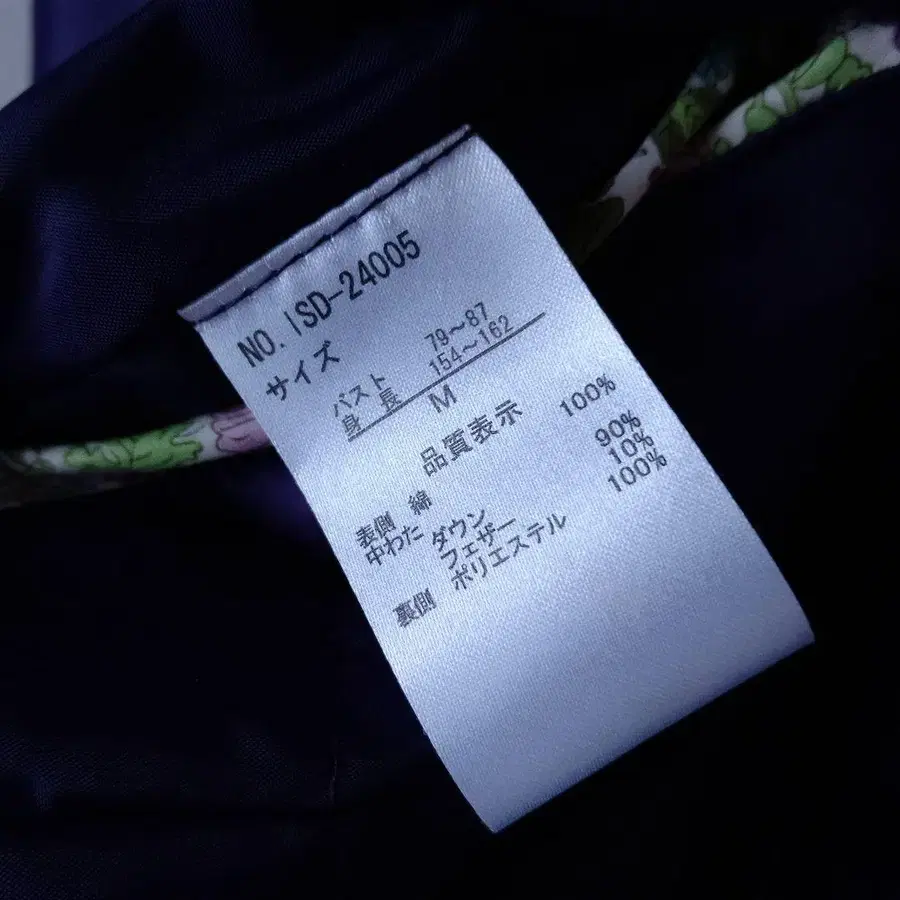 NO. ISD-24005
サイズ
バスト 79～87
身長 154～162
M
品質表示
表側 綿 100%
中わた ダウン 90%
フェザー 10%
裏側 ポリエステル 100%